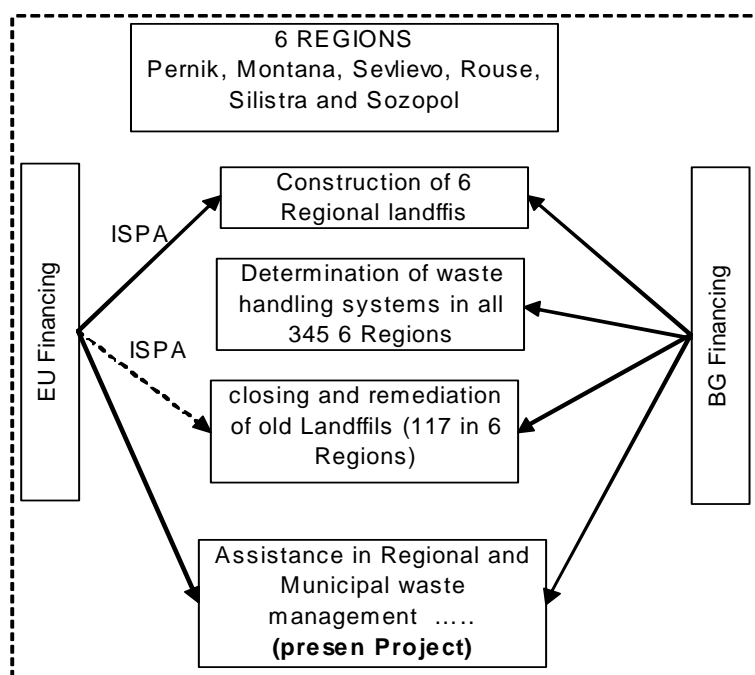 6 REGIONS
Pernik, Montana, Sevlievo, Rouse,
Silistra and Sozopol
EU Financing
ISPA
Construction of 6
Regional landffis
Determination of waste
handling systems in all
345 6 Regions
ISPA
closing and remediation
of old Landffils (117 in 6
Regions)
Assistance in Regional and
Municipal waste
management …..
(presen Project)
BG Financing